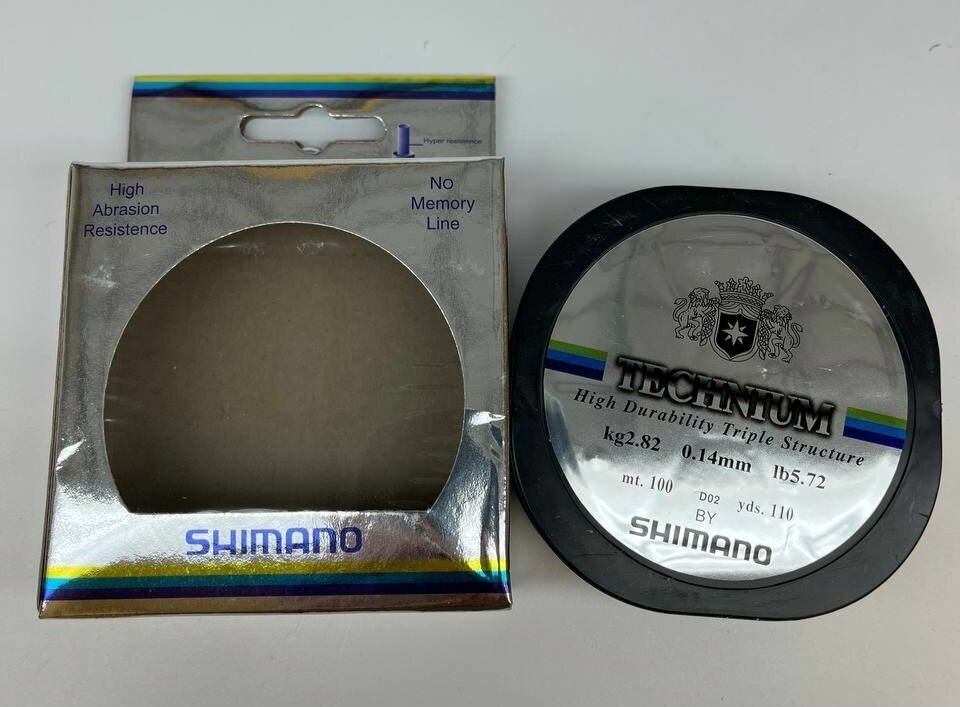 Hyper resistence
High
Abrasion
Resistence
No
Memory
Line
SHIMANO
TECHNIUM
High Durability Triple Structure
kg2.82 0.14mm lb5.72
mt. 100 D02 yds. 110
BY
SHIMANO